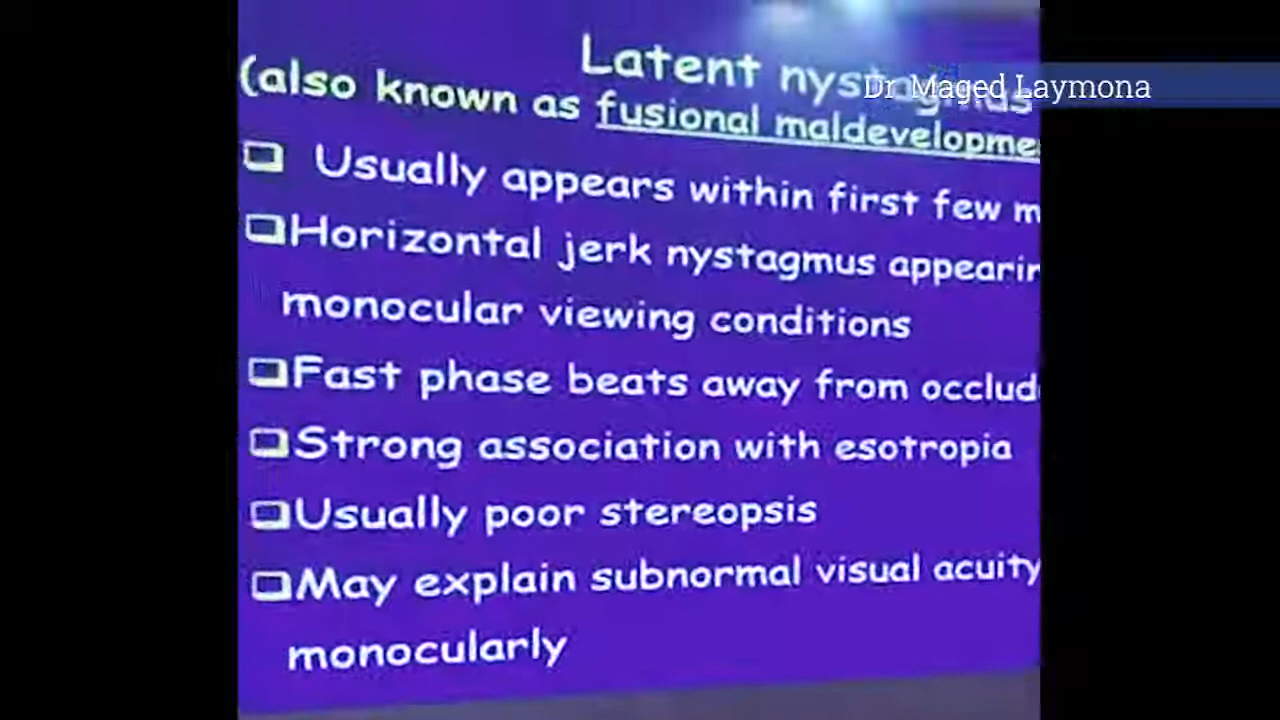 Latent nystagmus
Dr. Maged Laymona
(also known as fusional maldevelopme
Usually appears within first few m
Horizontal jerk nystagmus appearin
monocular viewing conditions
Fast phase beats away from occlud
Strong association with esotropia
Usually poor stereopsis
May explain subnormal visual acuity
monocularly